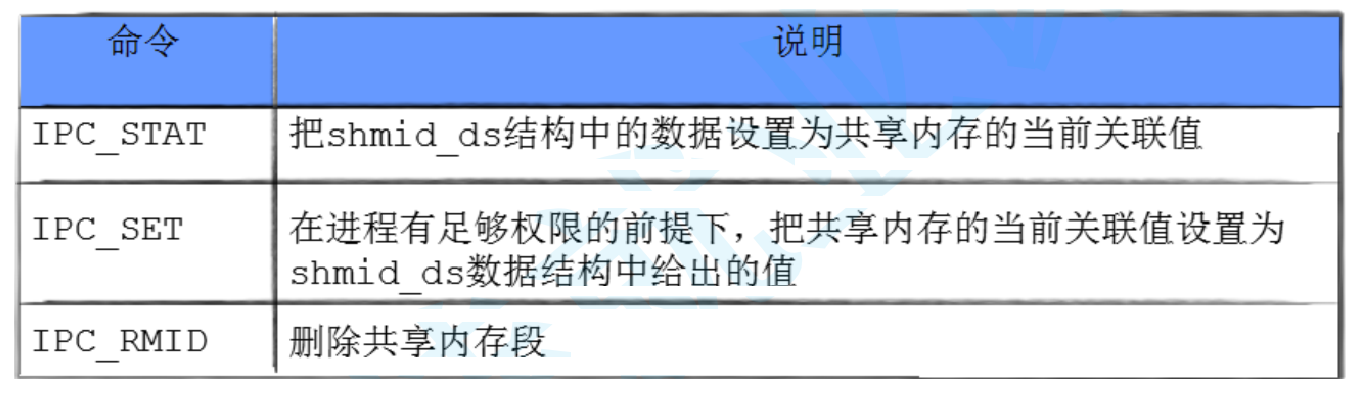 命令 说明
IPC_STAT 把shmid_ds结构中的数据设置为共享内存的当前关联值
IPC_SET 在进程有足够权限的前提下，把共享内存的当前关联值设置为
shmid_ds数据结构中给出的值
IPC_RMID 删除共享内存段